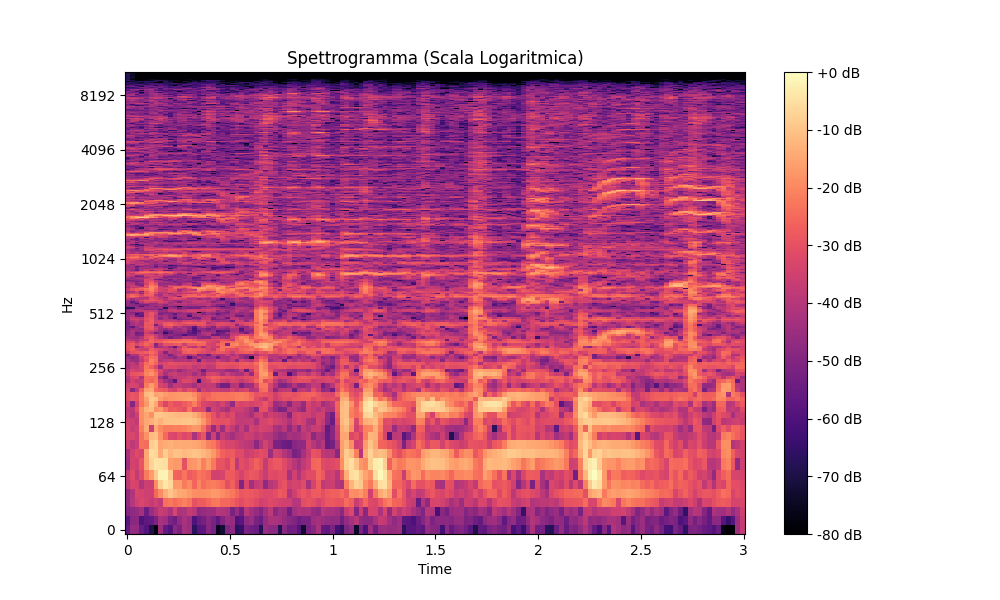 Spettrogramma (Scala Logaritmica)
Hz
8192
4096
2048
1024
512
256
128
64
0
0
0.5
1
1.5
2
2.5
3
Time
+0 dB
-10 dB
-20 dB
-30 dB
-40 dB
-50 dB
-60 dB
-70 dB
-80 dB